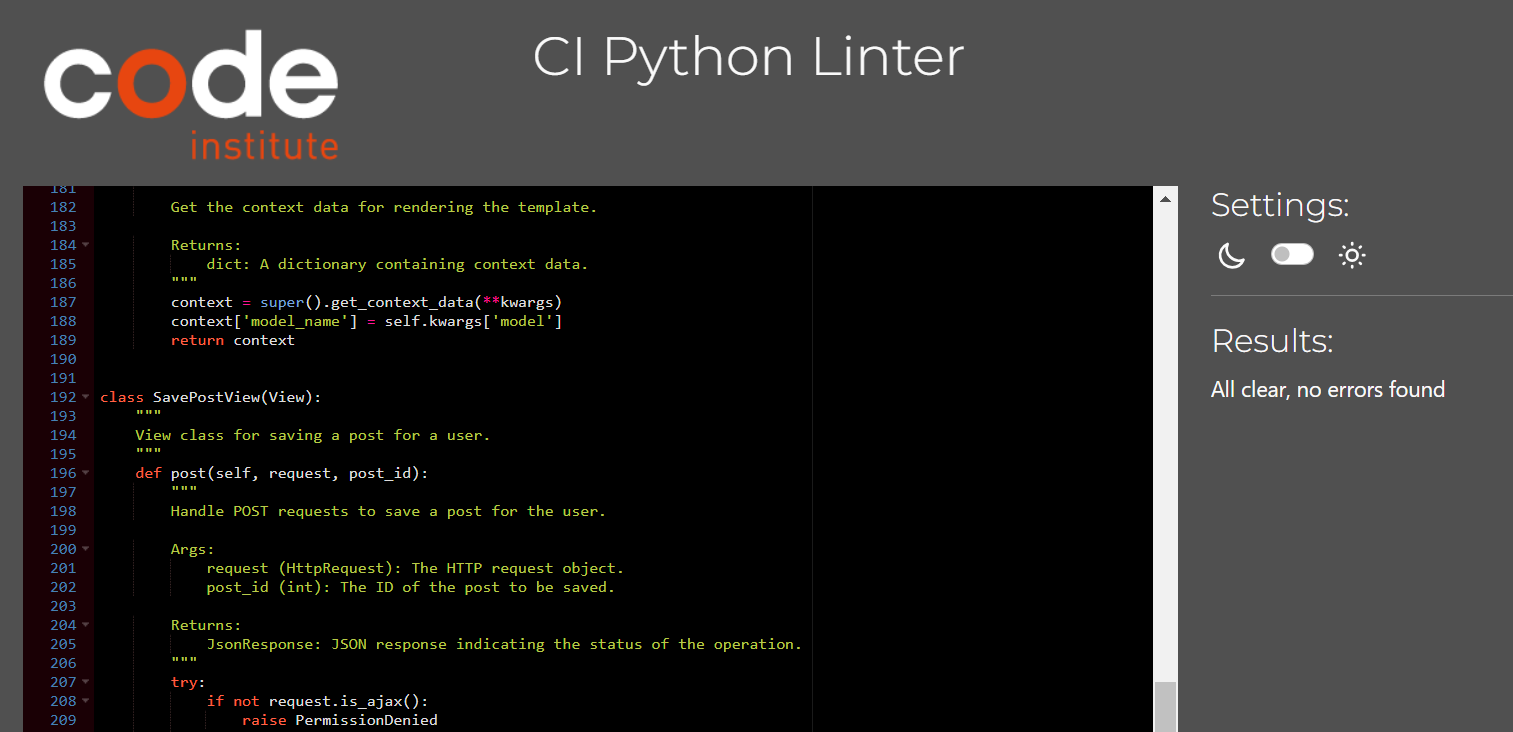 code
institute
CI Python Linter
181
182 Get the context data for rendering the template.
183
184 Returns:
185 dict: A dictionary containing context data.
186 """
187 context = super().get_context_data(**kwargs)
188 context['model_name'] = self.kwargs['model']
189 return context
190
191
192 class SavePostView(View):
193 """
194 View class for saving a post for a user.
195 """
196 def post(self, request, post_id):
197 """
198 Handle POST requests to save a post for the user.
199
200 Args:
201 request (HttpRequest): The HTTP request object.
202 post_id (int): The ID of the post to be saved.
203
204 Returns:
205 JsonResponse: JSON response indicating the status of the operation.
206 """
207 try:
208 if not request.is_ajax():
209 raise PermissionDenied
Settings:
Results:
All clear, no errors found